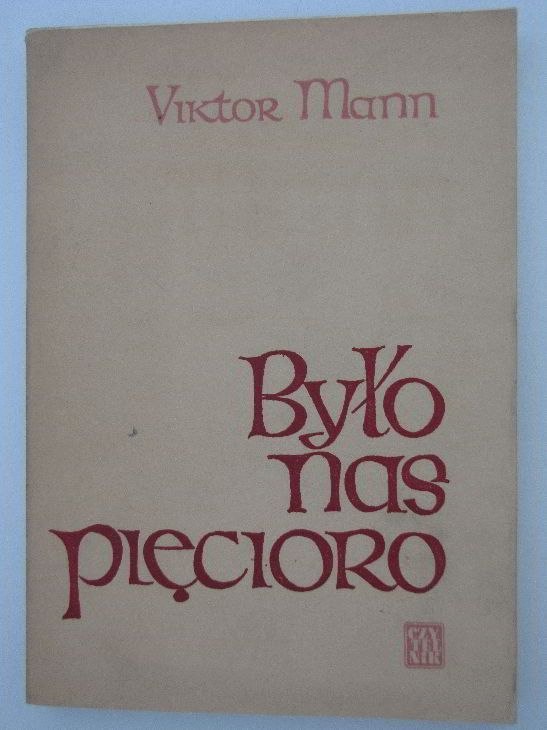 Viktor Mann
Było
nas
pięcioro
CZY
TEL
NIK